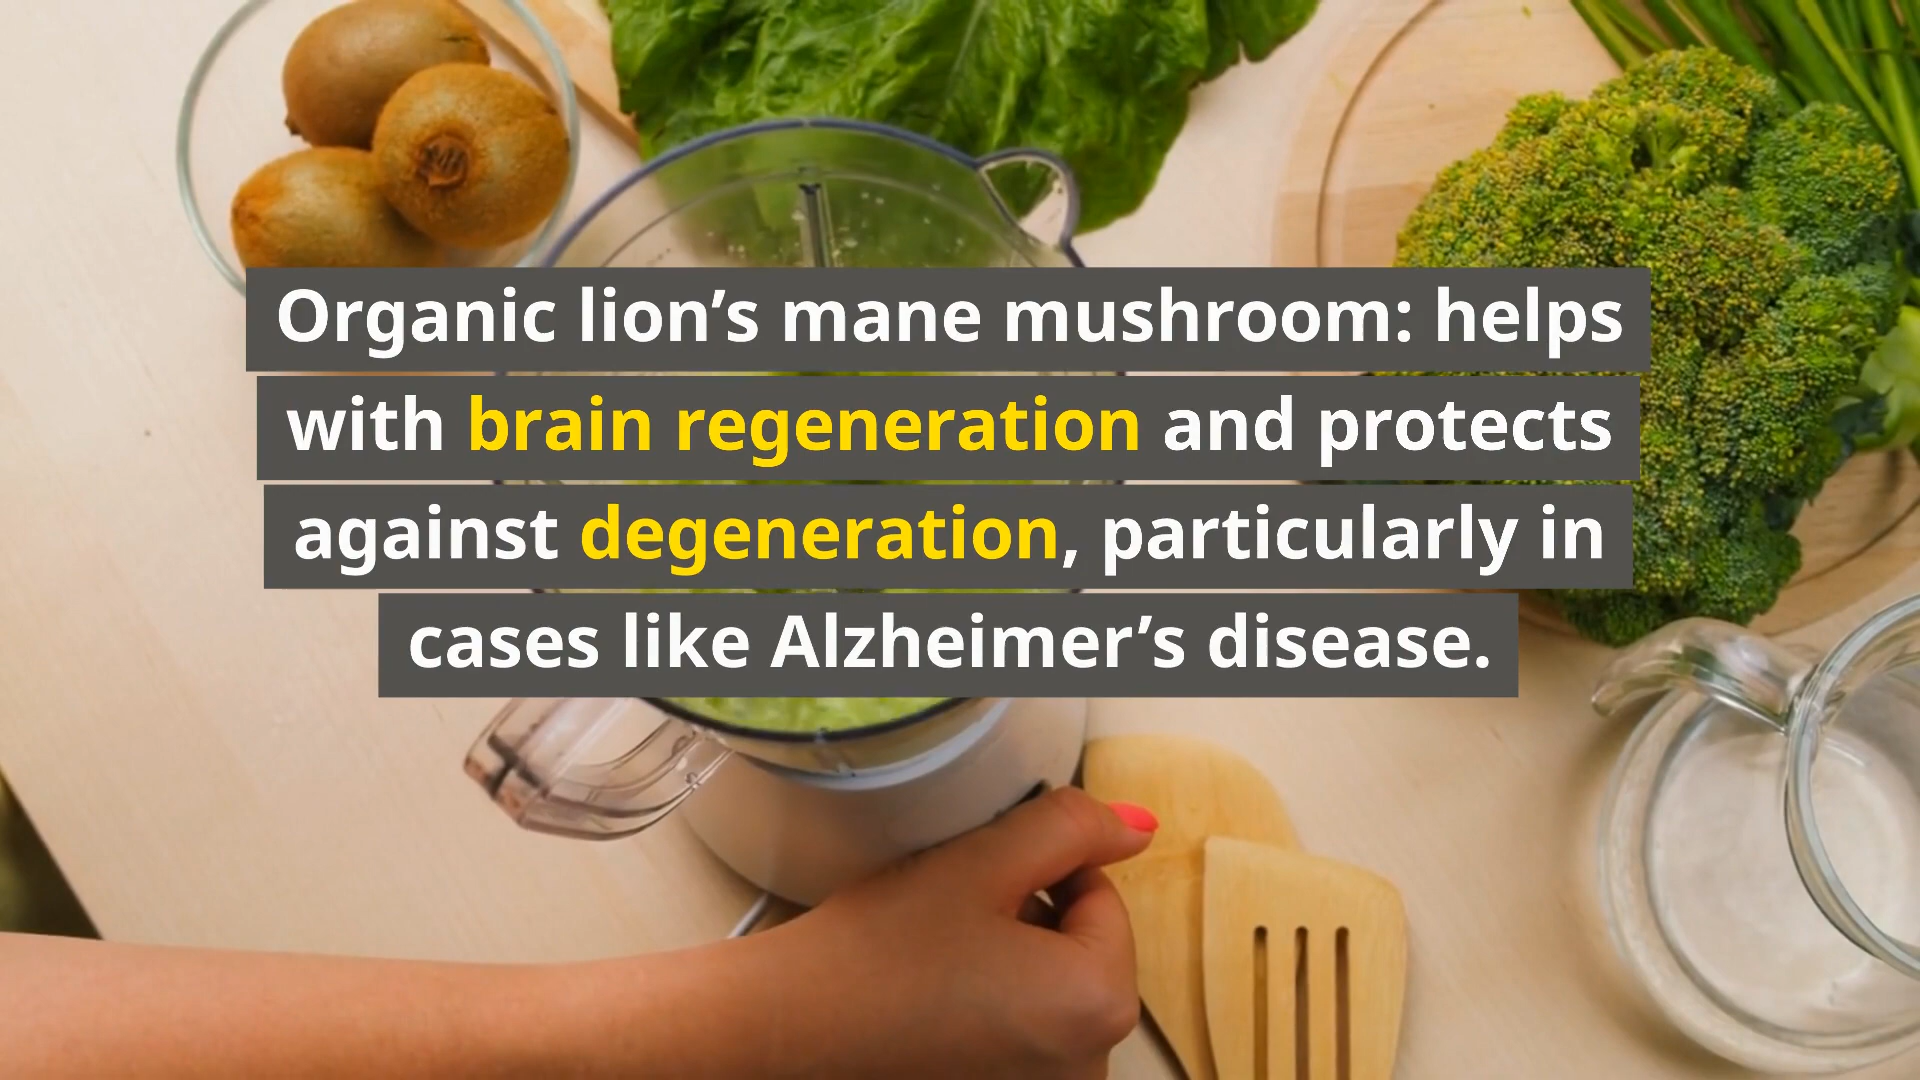 Organic lion’s mane mushroom: helps
with brain regeneration and protects
against degeneration, particularly in
cases like Alzheimer’s disease.